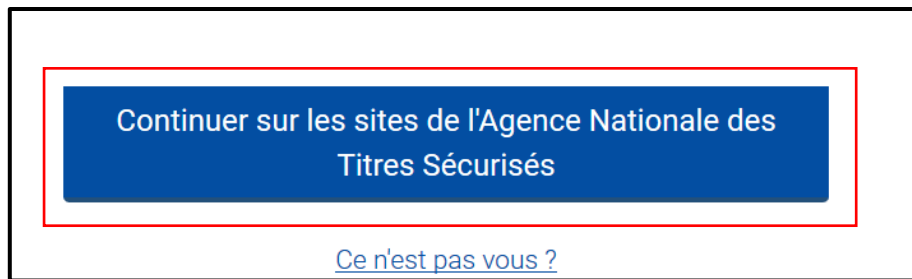 Continuer sur les sites de l'Agence Nationale des
Titres Sécurisés
Ce n'est pas vous ?